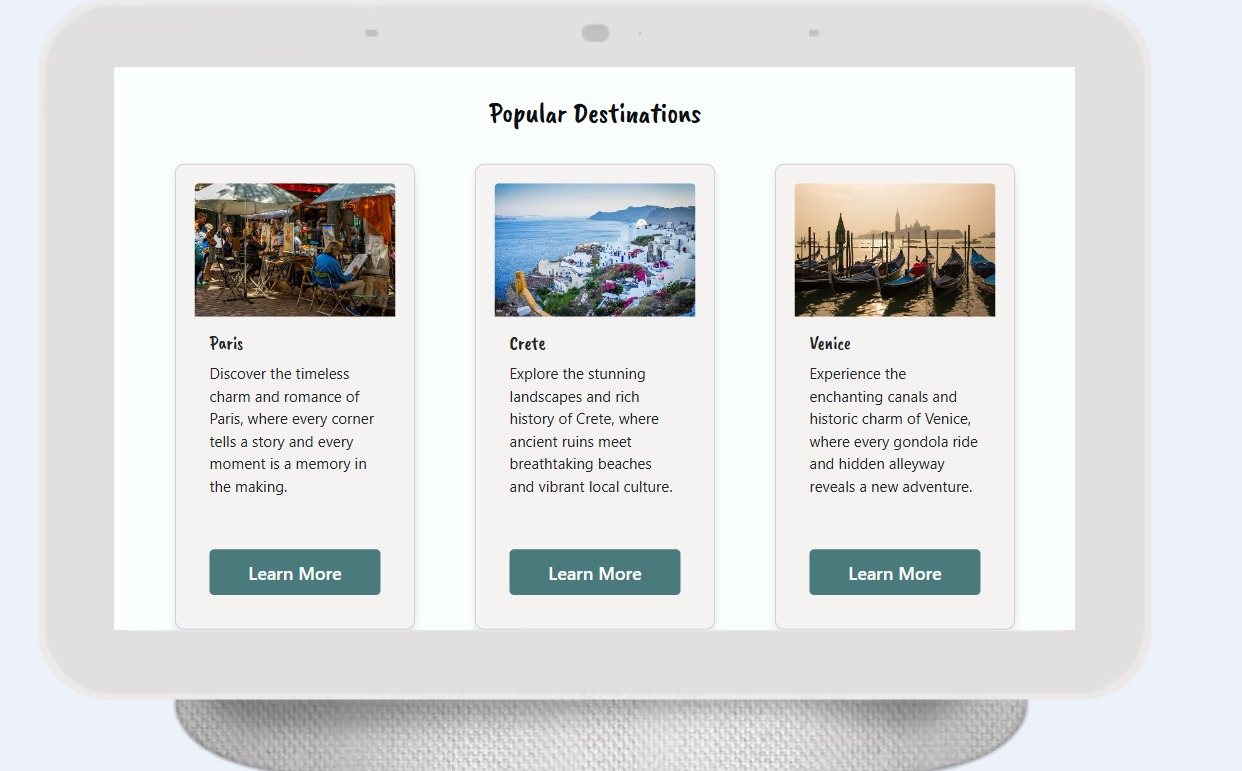 Popular Destinations
Paris
Discover the timeless
charm and romance of
Paris, where every corner
tells a story and every
moment is a memory in
the making.
Learn More
Crete
Explore the stunning
landscapes and rich
history of Crete, where
ancient ruins meet
breathtaking beaches
and vibrant local culture.
Learn More
Venice
Experience the
enchanting canals and
historic charm of Venice,
where every gondola ride
and hidden alleyway
reveals a new adventure.
Learn More